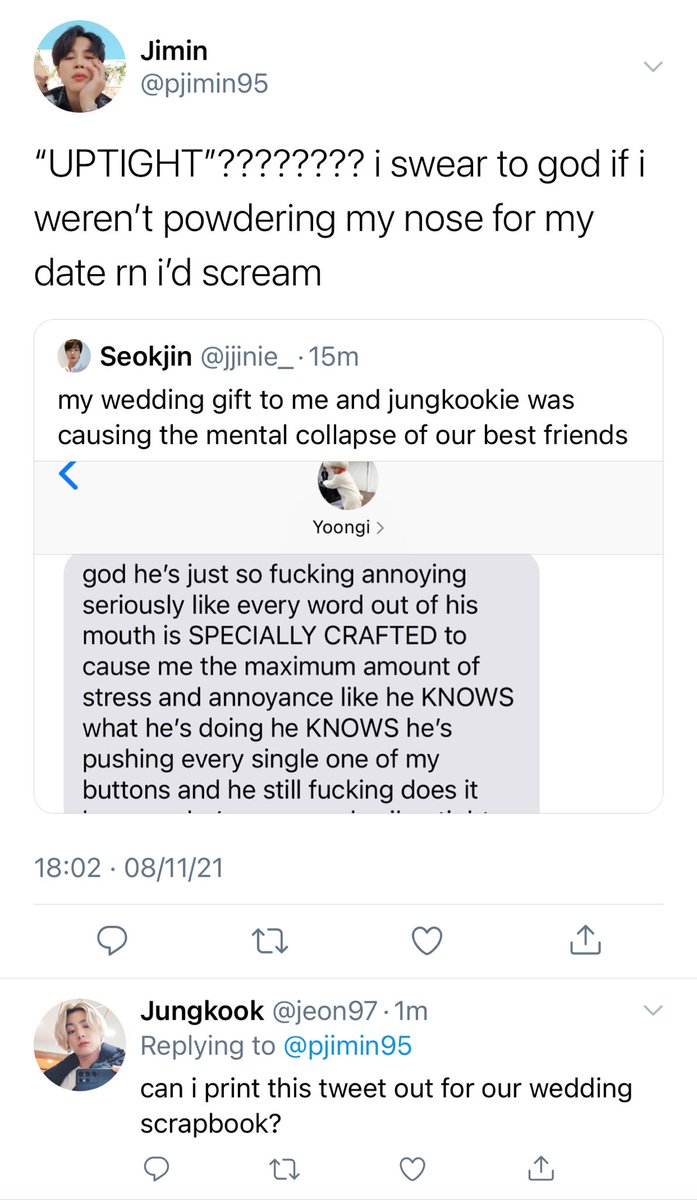 Jimin
@pjimin95
“UPTIGHT”???????? i swear to god if i
weren’t powdering my nose for my
date rn i’d scream
Seokjin @jjinie_ · 15m
my wedding gift to me and jungkookie was
causing the mental collapse of our best friends
Yoongi >
god he’s just so fucking annoying
seriously like every word out of his
mouth is SPECIALLY CRAFTED to
cause me the maximum amount of
stress and annoyance like he KNOWS
what he’s doing he KNOWS he’s
pushing every single one of my
buttons and he still fucking does it
18:02 · 08/11/21
Jungkook @jeon97 · 1m
Replying to @pjimin95
can i print this tweet out for our wedding
scrapbook?